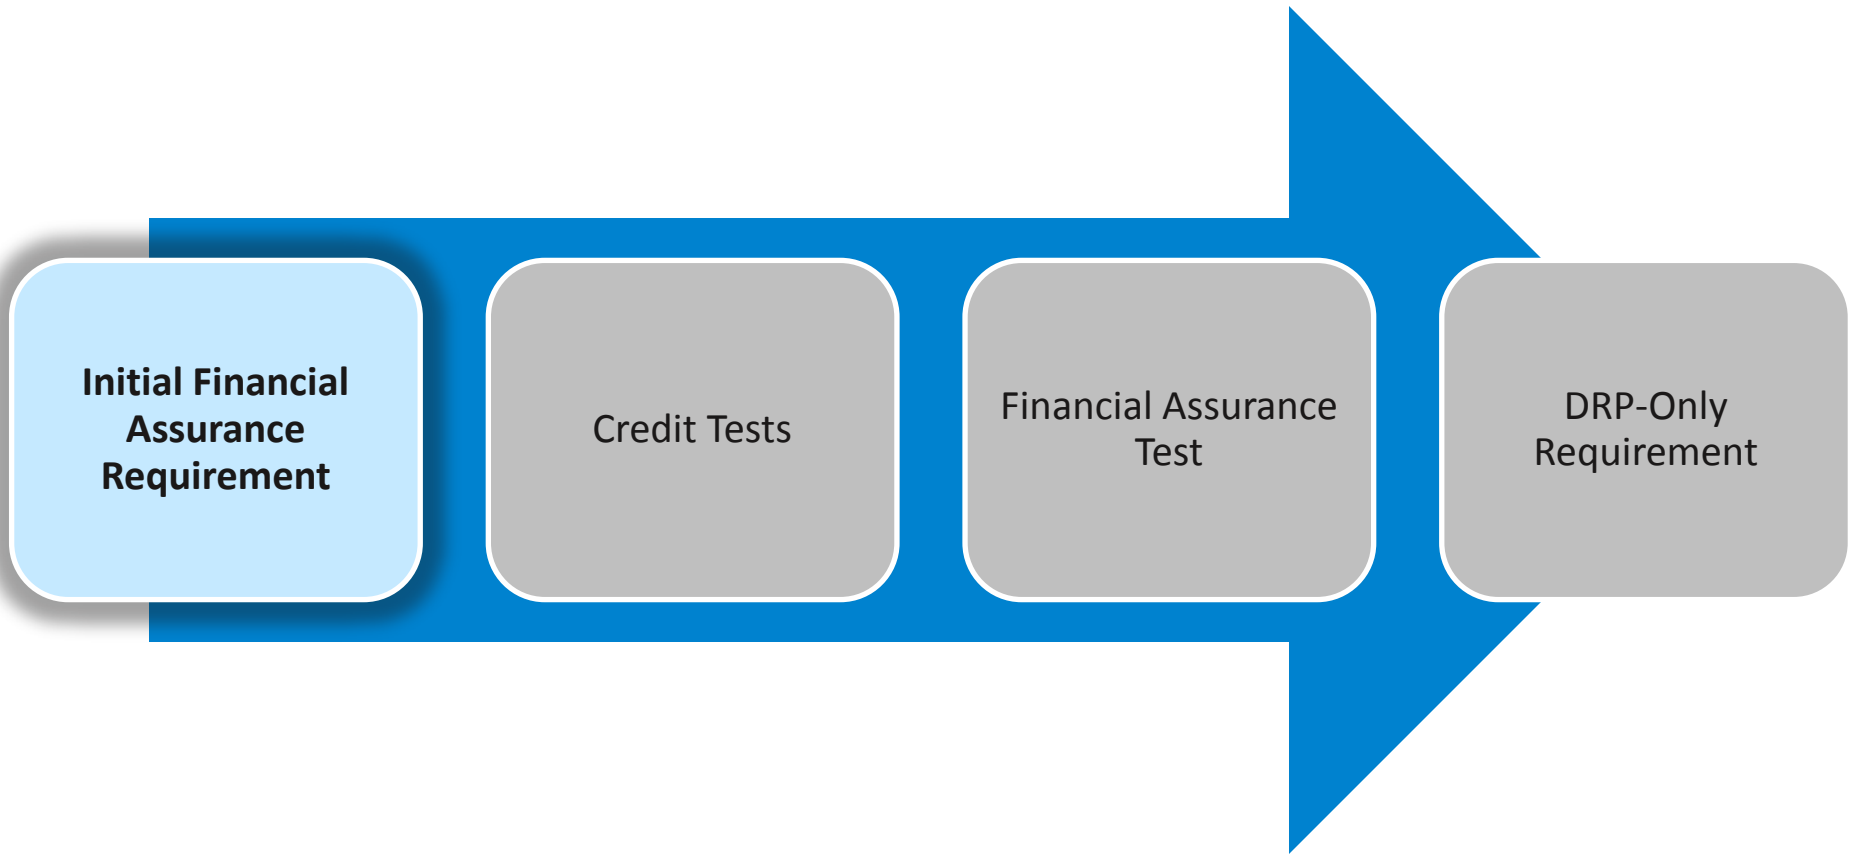 Initial Financial
Assurance
Requirement
Credit Tests
Financial Assurance
Test
DRP-Only
Requirement